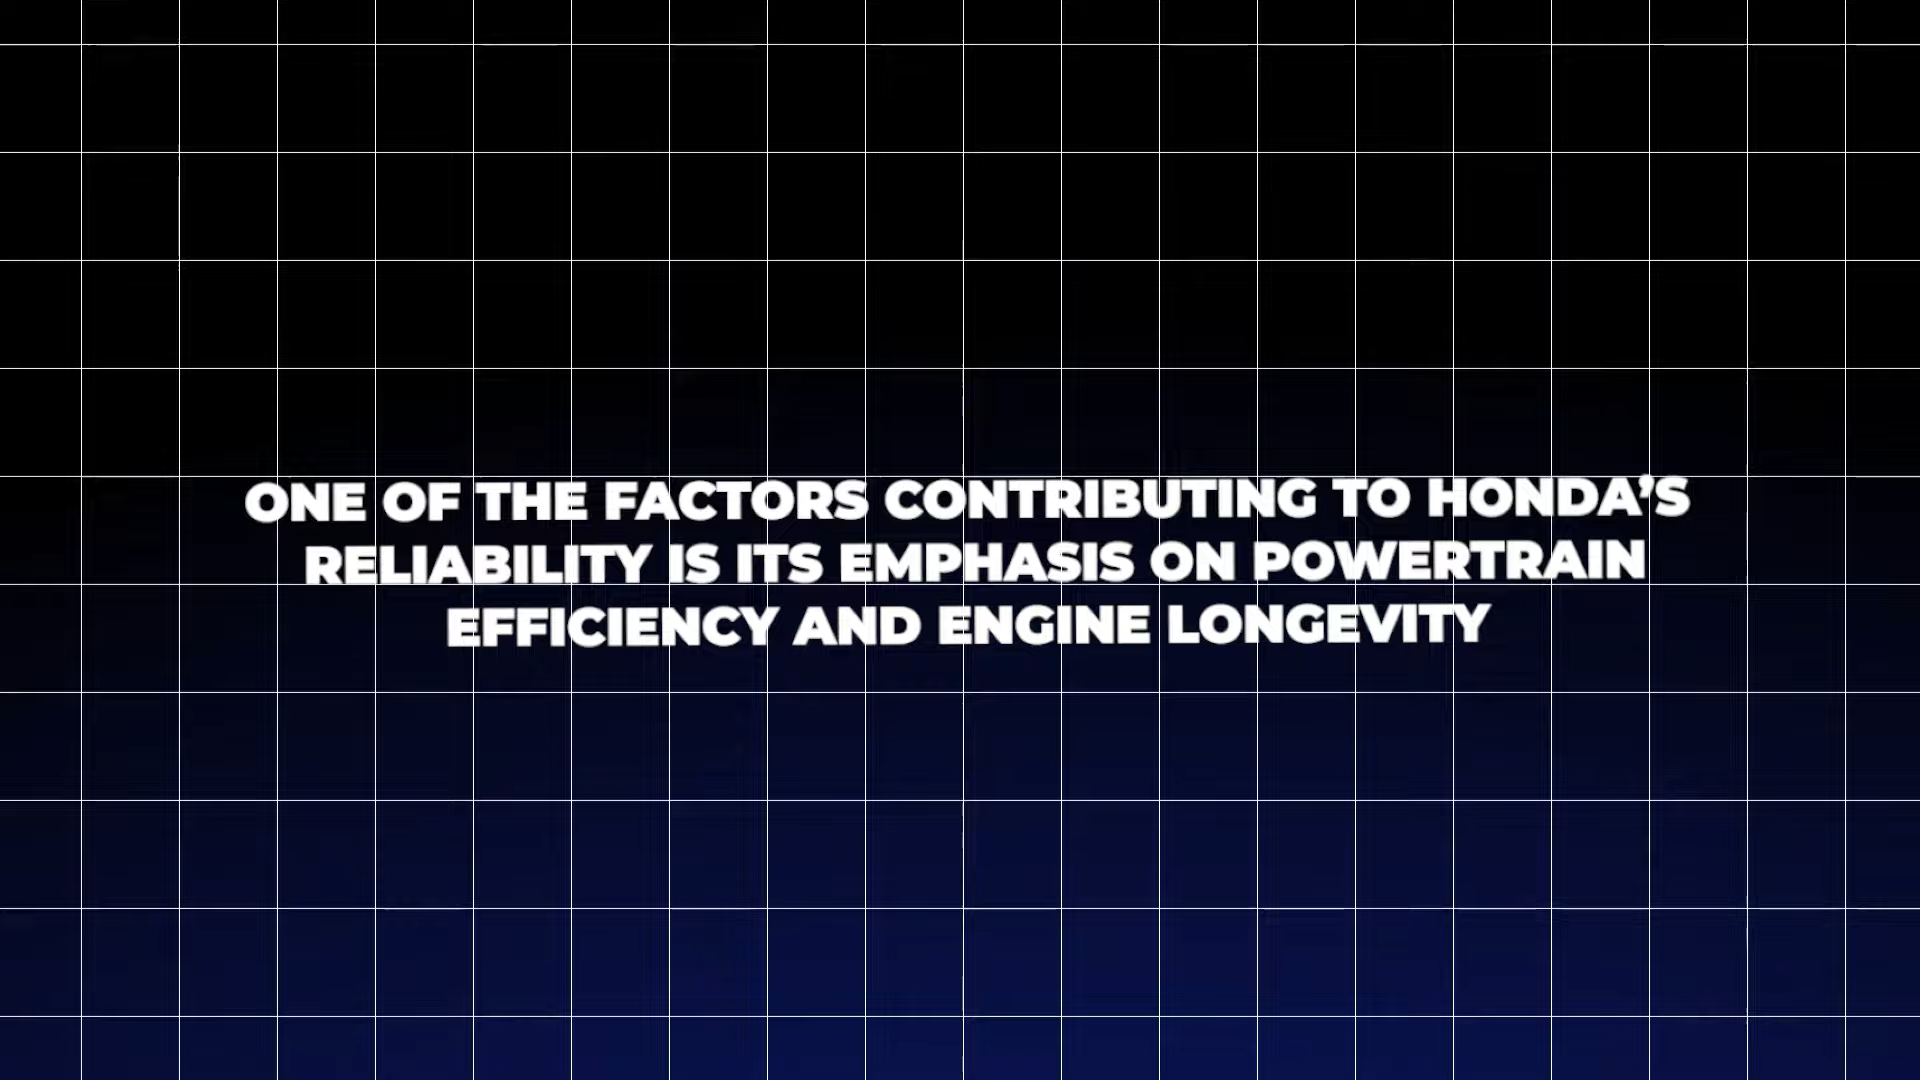 ONE OF THE FACTORS CONTRIBUTING TO HONDA’S
RELIABILITY IS ITS EMPHASIS ON POWERTRAIN
EFFICIENCY AND ENGINE LONGEVITY